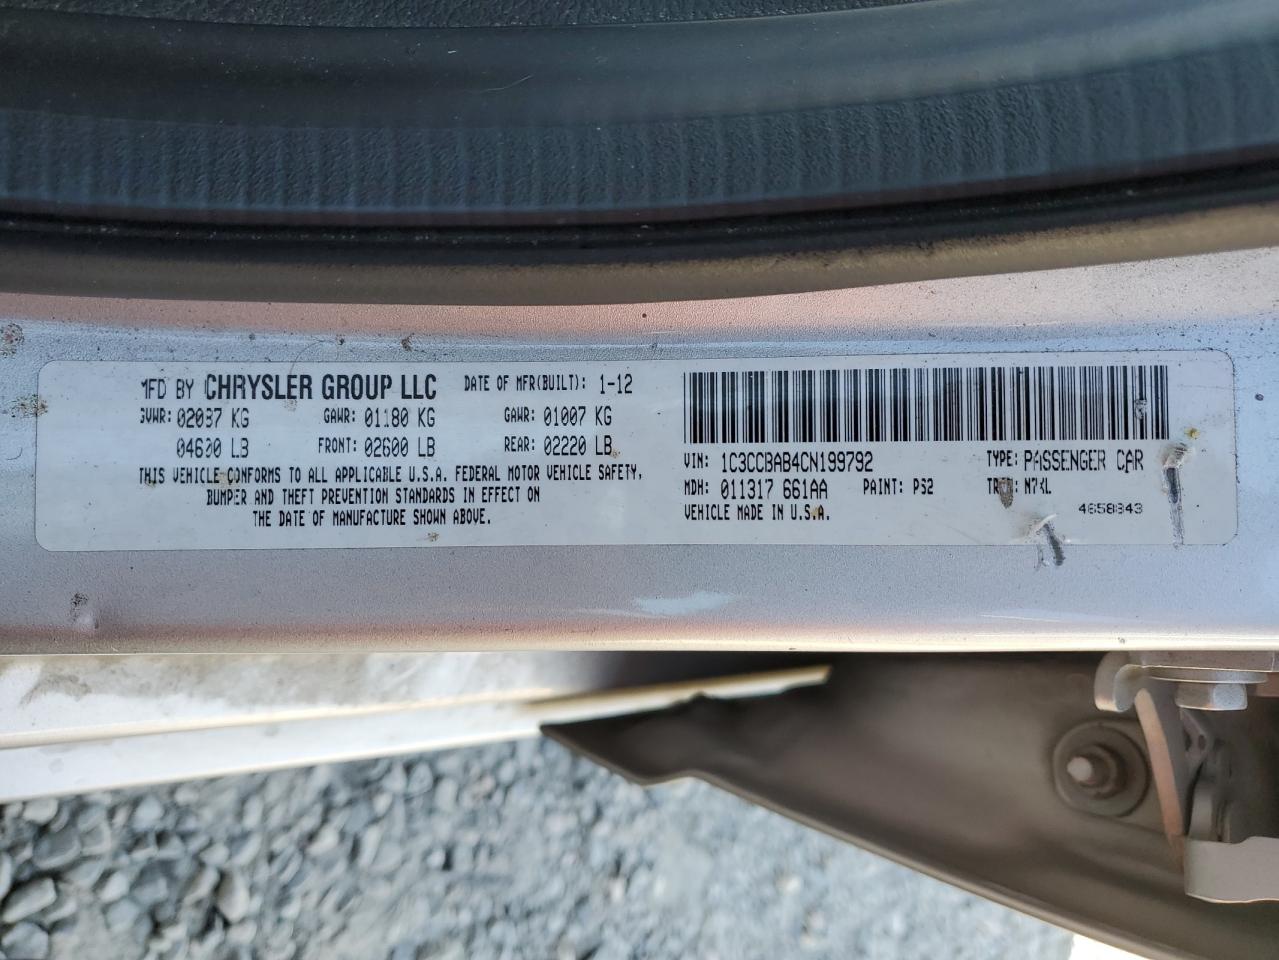 MFD BY CHRYSLER GROUP LLC DATE OF MFR(BUILT): 1-12
GVWR: 02087 KG GAWR: 01180 KG GAWR: 01007 KG
04600 LB FRONT: 02600 LB REAR: 02220 LB
THIS VEHICLE CONFORMS TO ALL APPLICABLE U.S.A. FEDERAL MOTOR VEHICLE SAFETY,
BUMPER AND THEFT PREVENTION STANDARDS IN EFFECT ON
THE DATE OF MANUFACTURE SHOWN ABOVE.
VIN: 1C3CCBAB4CN199792 TYPE: PASSENGER CAR
MDH: 011317 661AA PAINT: PS2 TRIM:
VEHICLE MADE IN U.S.A. 4658843